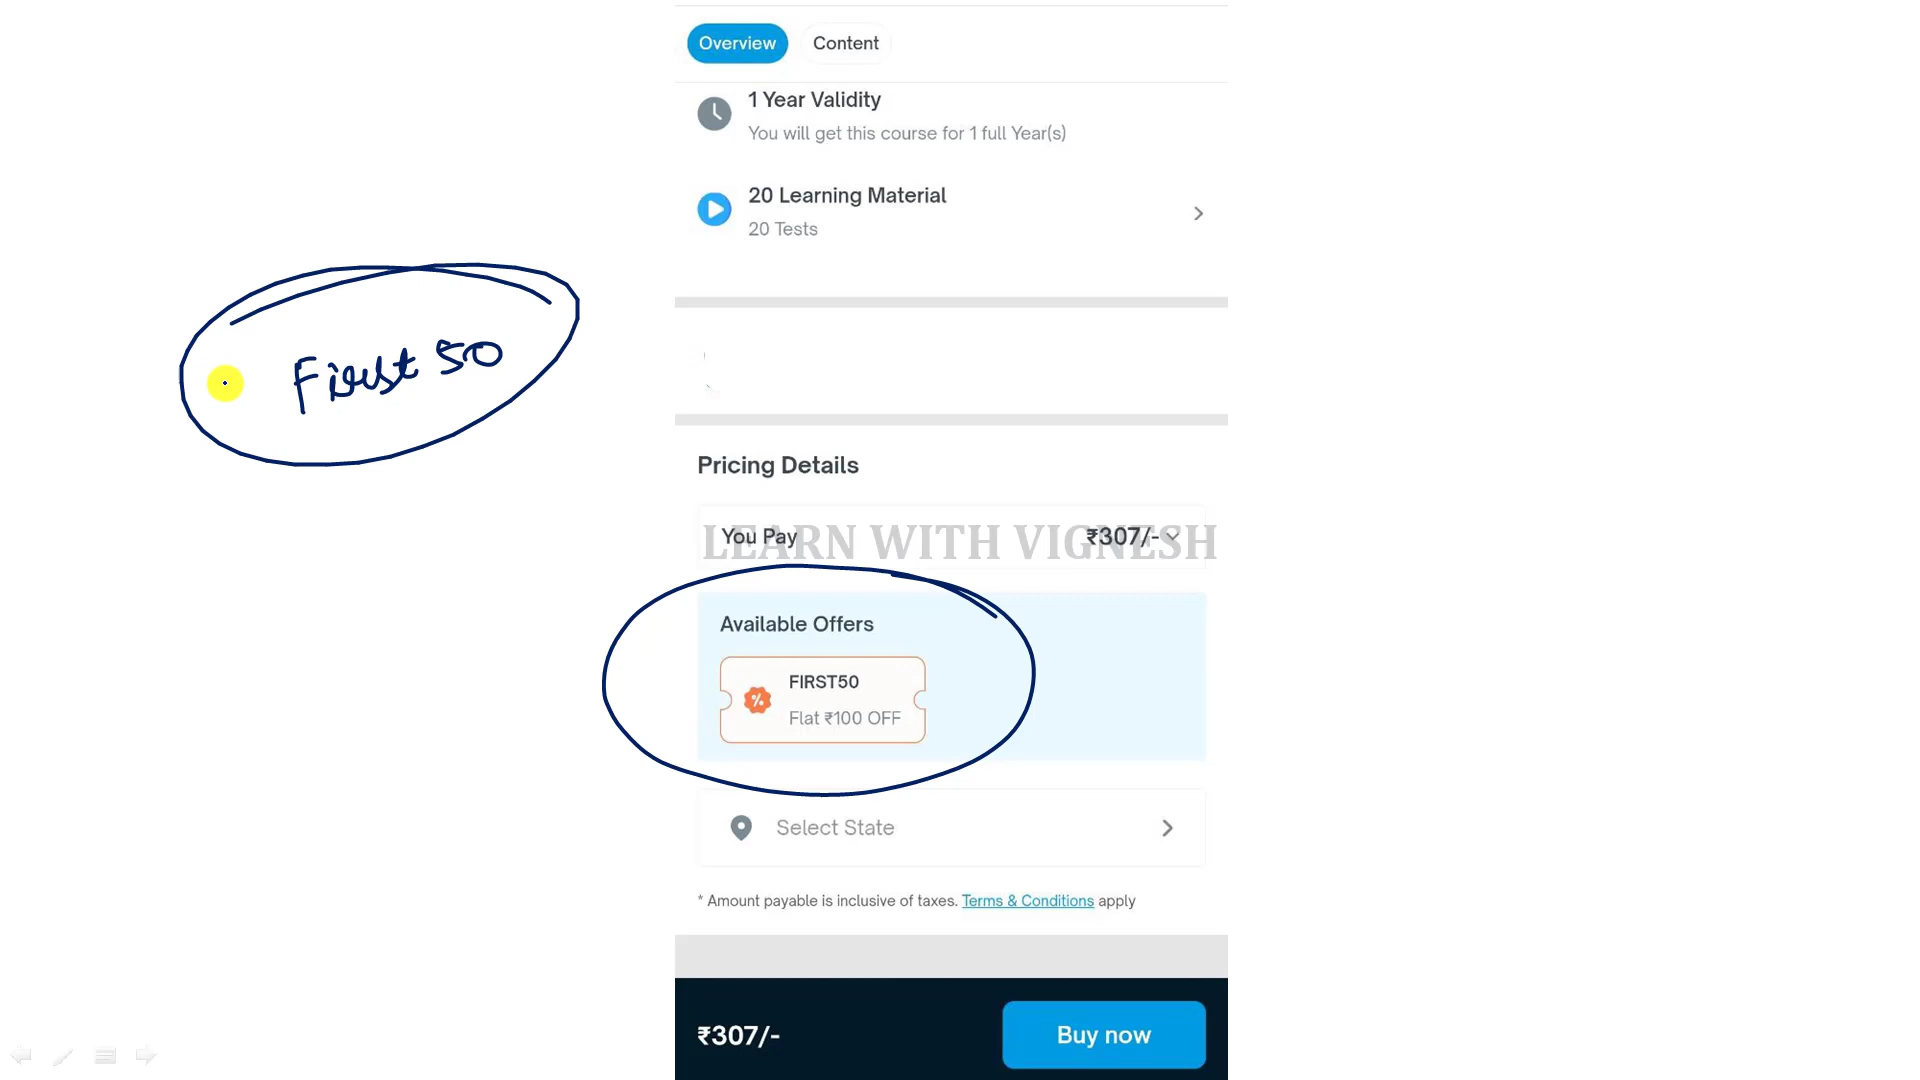 Overview Content
1 Year Validity
You will get this course for 1 full Year(s)
20 Learning Material
20 Tests
First 50
Pricing Details
You Pay ₹307/-
LEARN WITH VIGNESH
Available Offers
FIRST50
Flat ₹100 OFF
Select State
* Amount payable is inclusive of taxes. Terms & Conditions apply
₹307/- Buy now